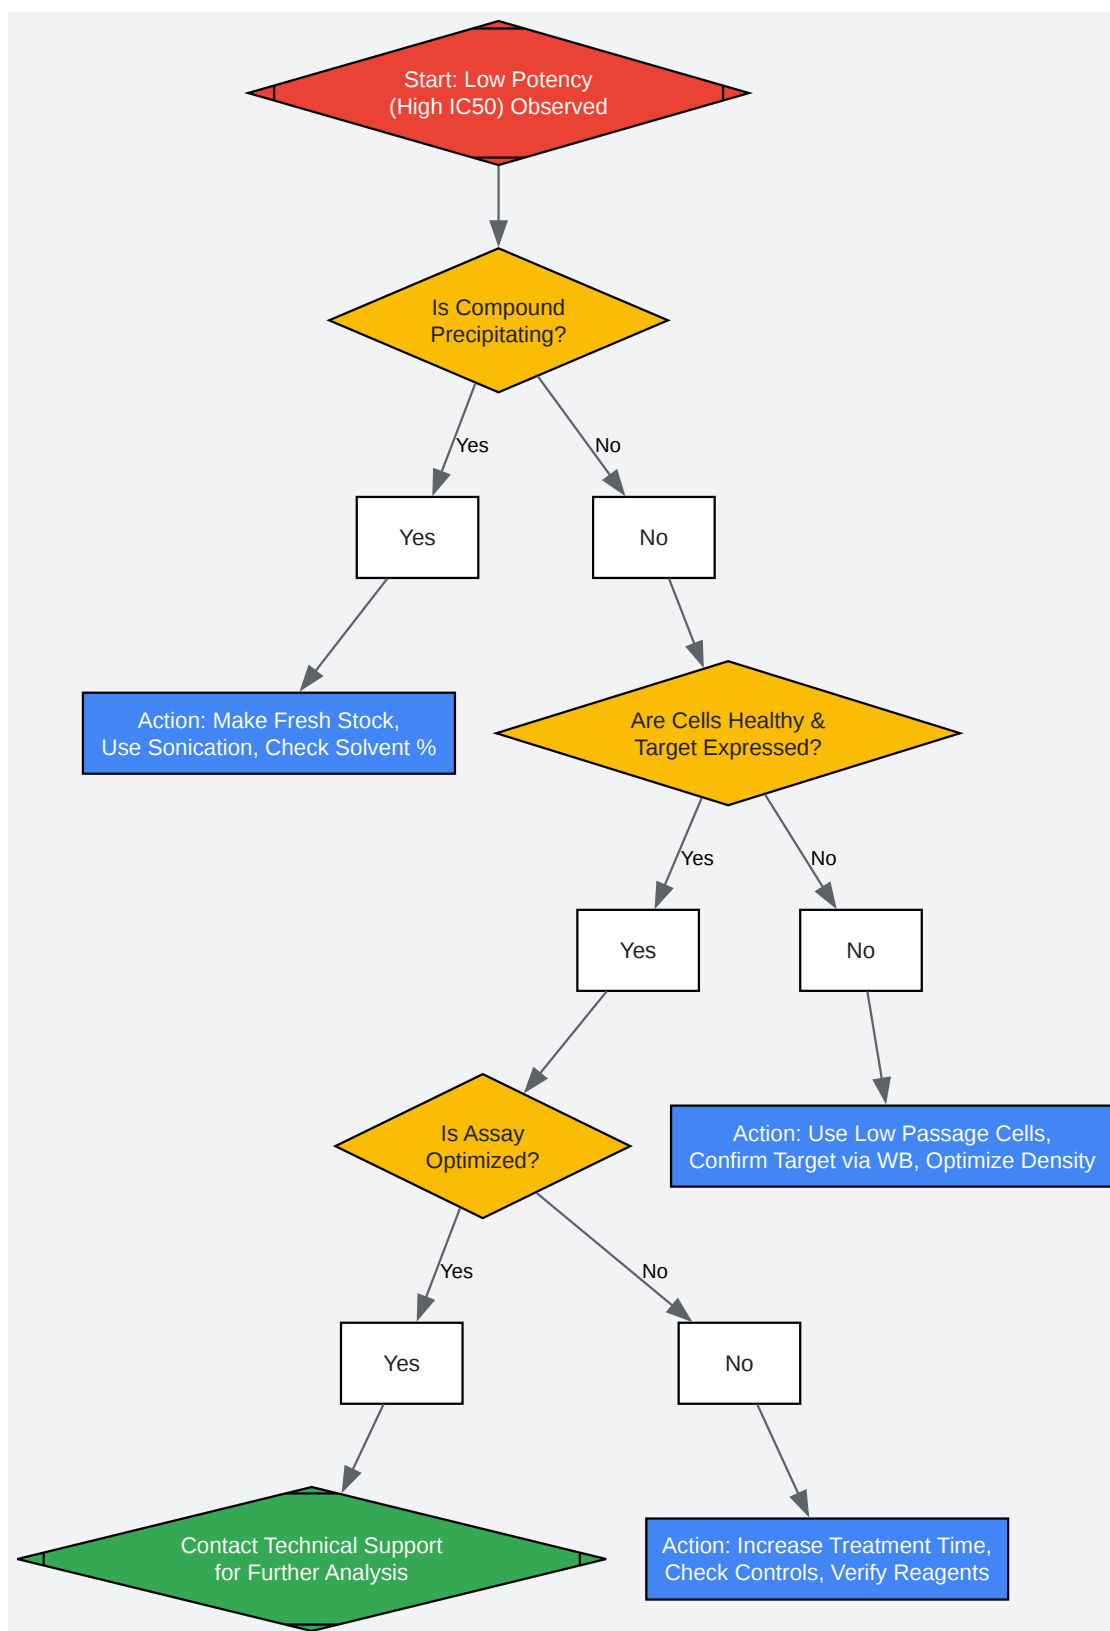 Start: Low Potency
(High IC50) Observed
Is Compound
Precipitating?
Yes
No
Yes
No
Action: Make Fresh Stock,
Use Sonication, Check Solvent %
Are Cells Healthy &
Target Expressed?
Yes
No
Yes
No
Is Assay
Optimized?
Action: Use Low Passage Cells,
Confirm Target via WB, Optimize Density
Yes
No
Yes
No
Contact Technical Support
for Further Analysis
Action: Increase Treatment Time,
Check Controls, Verify Reagents